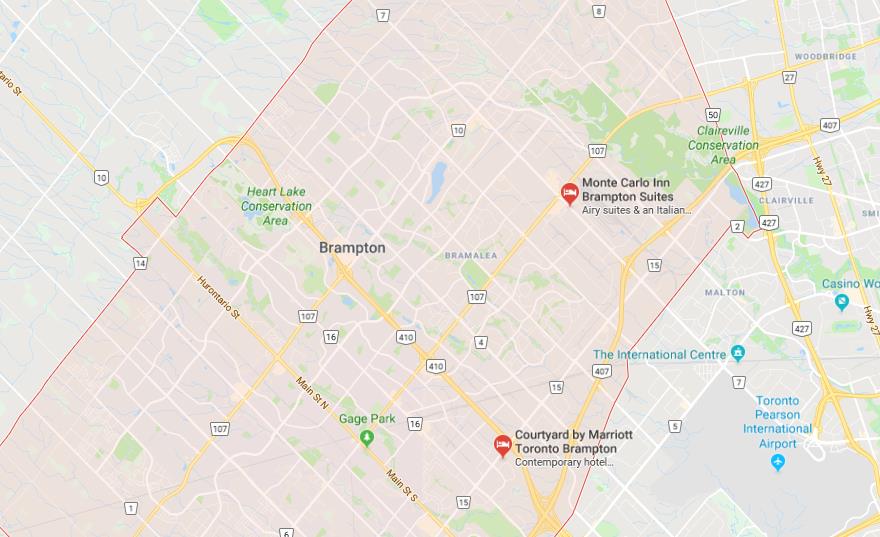 7
8
WOODBRIDGE
27
tario St
50
407
Claireville
Conservation
Area
10
107
Hwy 27
10
Monte Carlo Inn
Brampton Suites
Airy suites & an Italian...
427
Heart Lake
Conservation
Area
CLAIRVILLE
SMI
2
427
Brampton
BRAMALEA
14
15
Hurontario St
107
MALTON
Casino Wo
107
16
410
4
427
Hwy 27
The International Centre
410
407
7
15
Main St N
Toronto
Pearson
International
Airport
Gage Park
16
5
107
Courtyard by Marriott
Toronto Brampton
Contemporary hotel...
Main St S
15
1
6